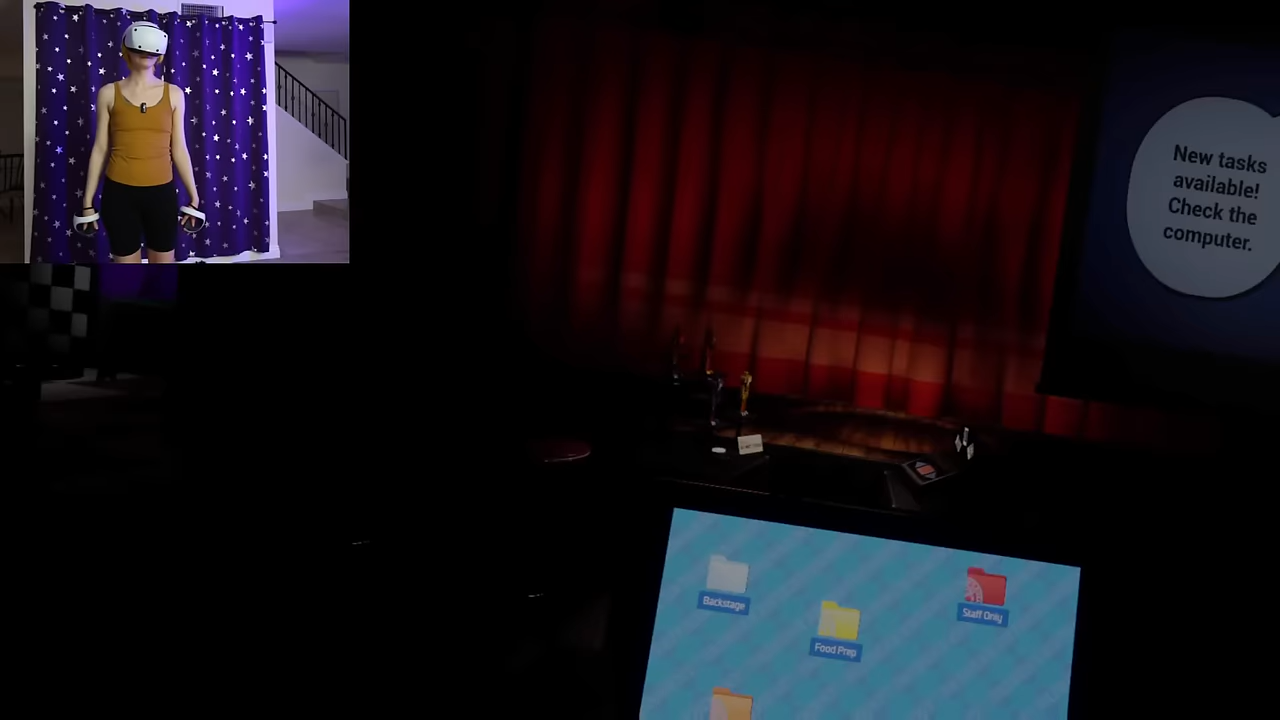 New tasks
available!
Check the
computer.
Backstage
Staff Only
Food Prep